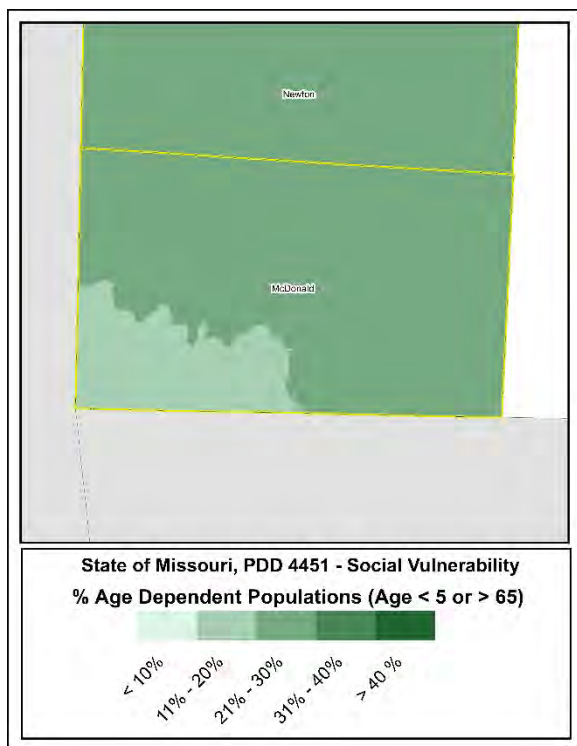 Newton
McDonald
State of Missouri, PDD 4451 - Social Vulnerability
% Age Dependent Populations (Age < 5 or > 65)
< 10%
11% - 20%
21% - 30%
31% - 40%
> 40 %